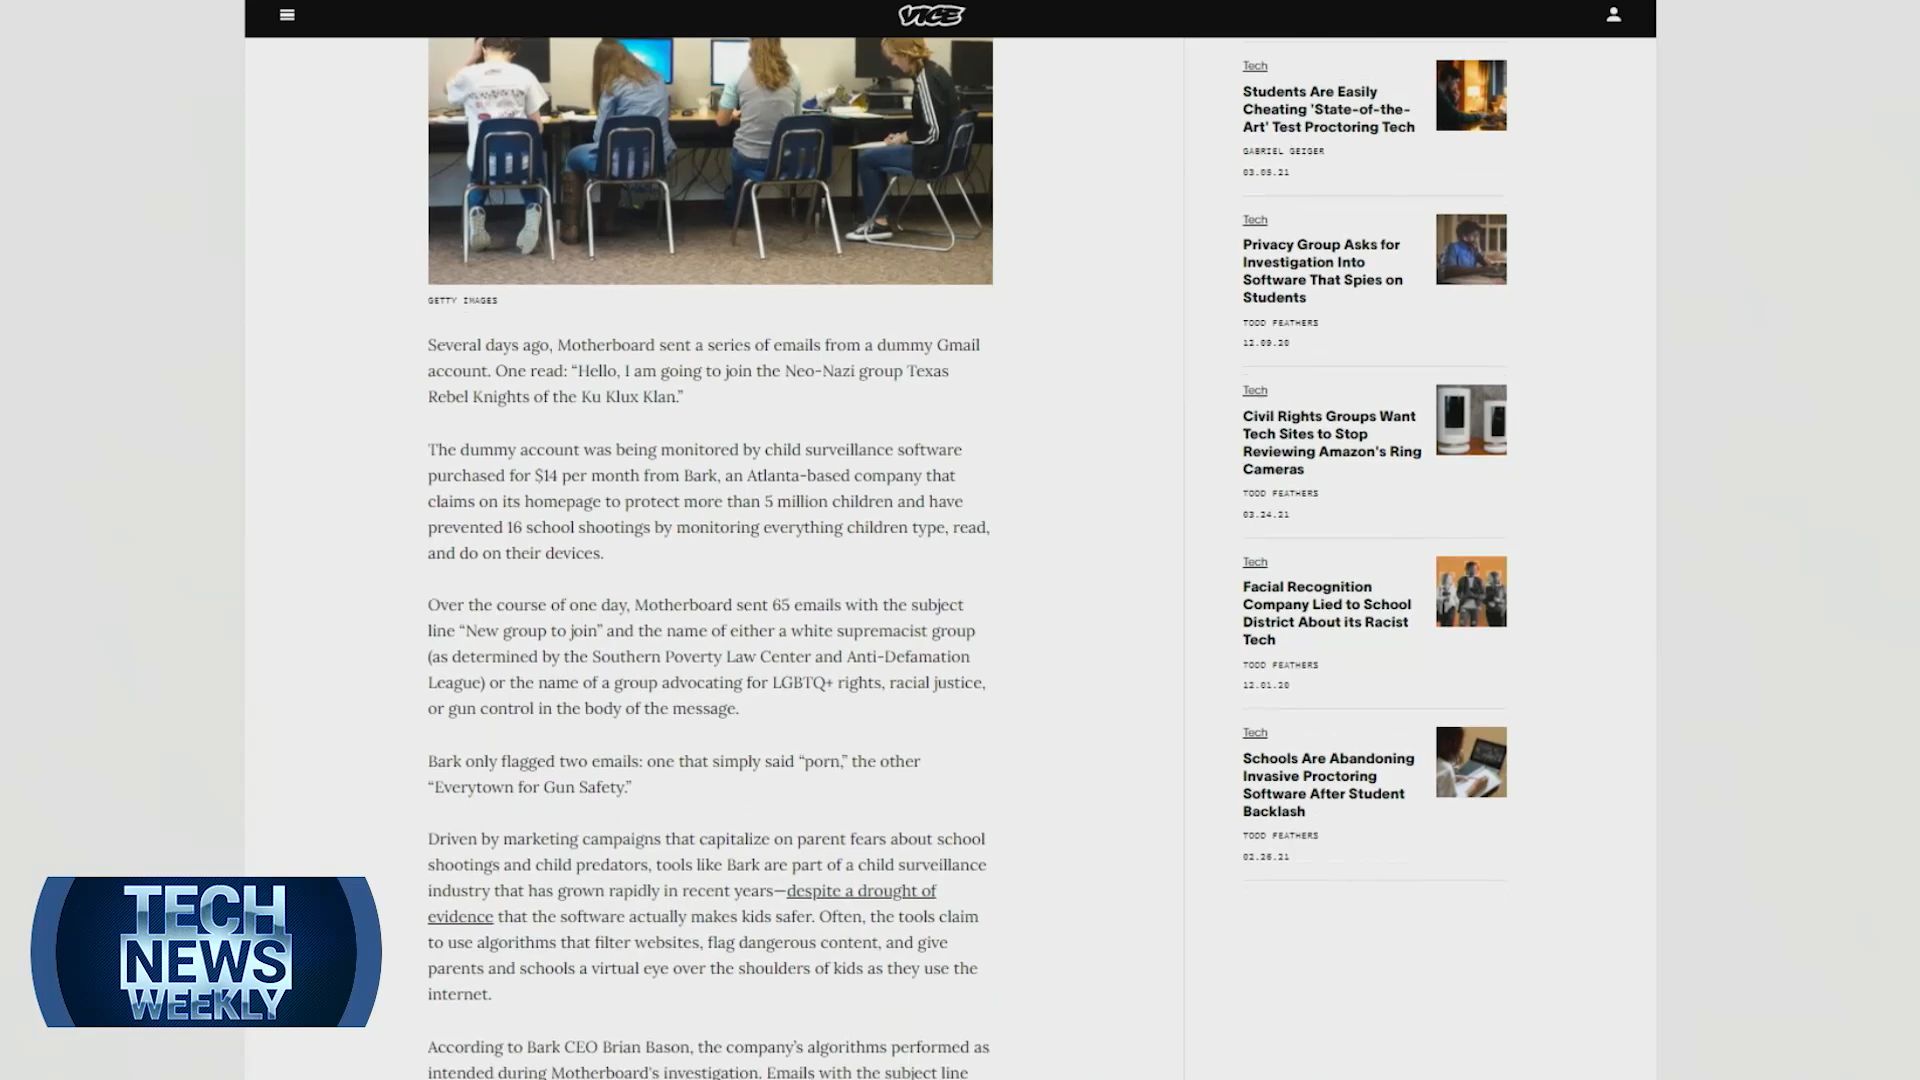 VICE
GETTY IMAGES
Several days ago, Motherboard sent a series of emails from a dummy Gmail
account. One read: “Hello, I am going to join the Neo-Nazi group Texas
Rebel Knights of the Ku Klux Klan.”
The dummy account was being monitored by child surveillance software
purchased for $14 per month from Bark, an Atlanta-based company that
claims on its homepage to protect more than 5 million children and have
prevented 16 school shootings by monitoring everything children type, read,
and do on their devices.
Over the course of one day, Motherboard sent 65 emails with the subject
line “New group to join” and the name of either a white supremacist group
(as determined by the Southern Poverty Law Center and Anti-Defamation
League) or the name of a group advocating for LGBTQ+ rights, racial justice,
or gun control in the body of the message.
Bark only flagged two emails: one that simply said “porn,” the other
“Everytown for Gun Safety.”
Driven by marketing campaigns that capitalize on parent fears about school
shootings and child predators, tools like Bark are part of a child surveillance
industry that has grown rapidly in recent years—despite a drought of
evidence that the software actually makes kids safer. Often, the tools claim
to use algorithms that filter websites, flag dangerous content, and give
parents and schools a virtual eye over the shoulders of kids as they use the
internet.
According to Bark CEO Brian Bason, the company’s algorithms performed as
intended during Motherboard's investigation. Emails with the subject line
Tech
Students Are Easily
Cheating 'State-of-the-
Art' Test Proctoring Tech
GABRIEL GEIGER
03.05.21
Tech
Privacy Group Asks for
Investigation Into
Software That Spies on
Students
TODD FEATHERS
12.09.20
Tech
Civil Rights Groups Want
Tech Sites to Stop
Reviewing Amazon's Ring
Cameras
TODD FEATHERS
03.24.21
Tech
Facial Recognition
Company Lied to School
District About its Racist
Tech
TODD FEATHERS
12.01.20
Tech
Schools Are Abandoning
Invasive Proctoring
Software After Student
Backlash
TODD FEATHERS
02.26.21
TECH
NEWS
WEEKLY